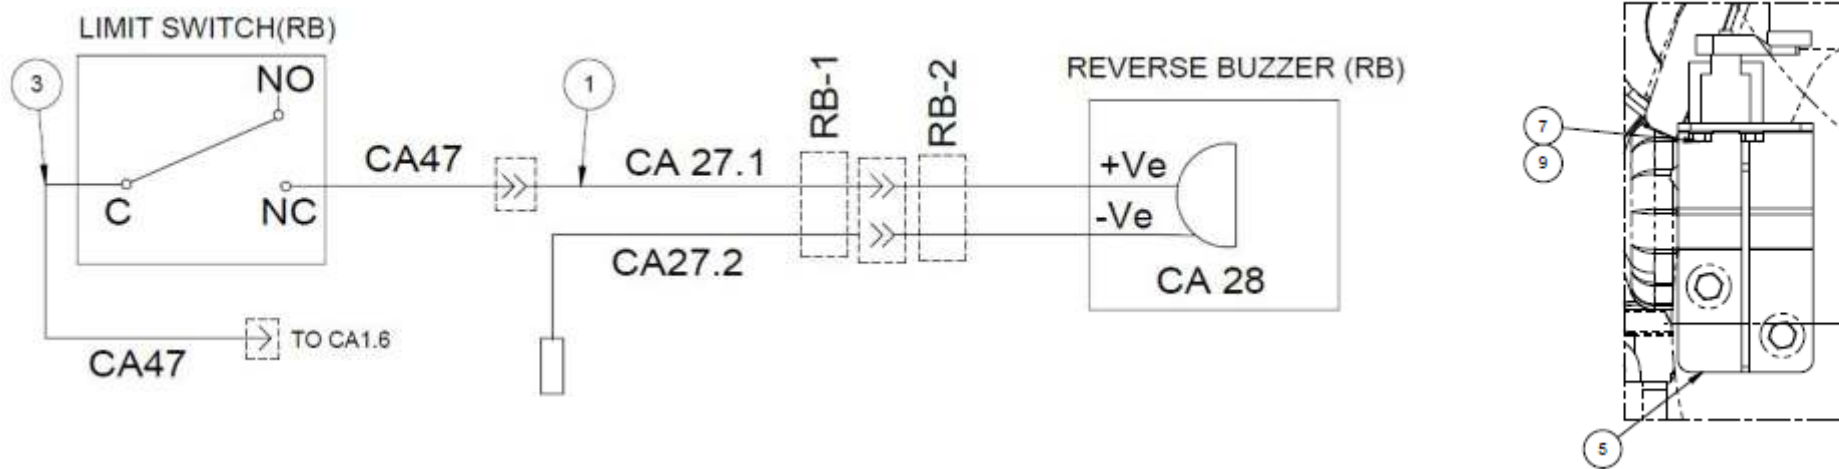 LIMIT SWITCH(RB)
3
NO
C
NC
CA47
1
CA 27.1
RB-1
RB-2
REVERSE BUZZER (RB)
+Ve
-Ve
CA 28
CA27.2
TO CA1.6
CA47
7
9
5